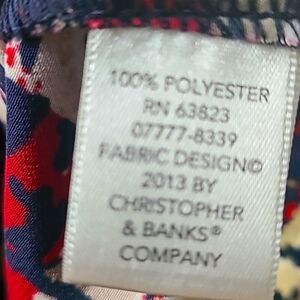 100% POLYESTER
RN 63823
07777-8339
FABRIC DESIGN©
2013 BY
CHRISTOPHER
& BANKS®
COMPANY